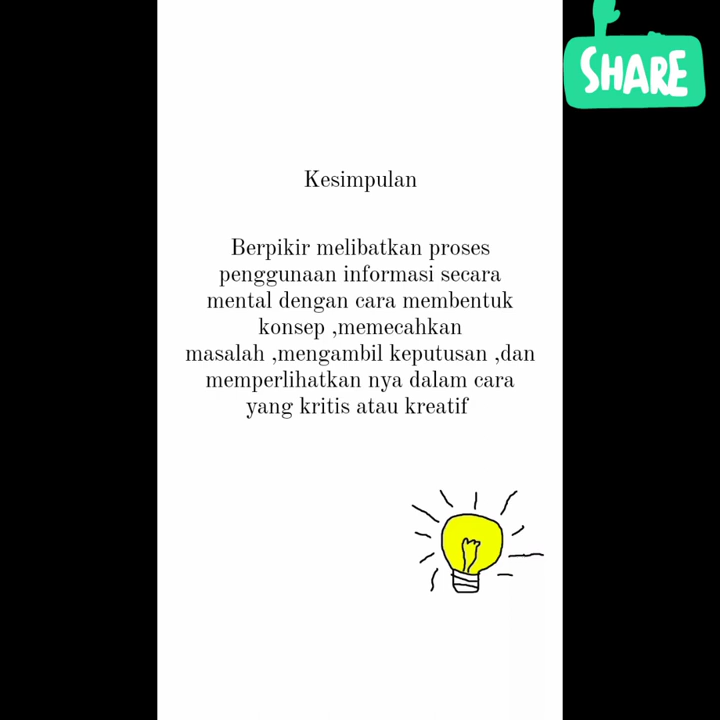 SHARE
Kesimpulan
Berpikir melibatkan proses
penggunaan informasi secara
mental dengan cara membentuk
konsep ,memecahkan
masalah ,mengambil keputusan ,dan
memperlihatkan nya dalam cara
yang kritis atau kreatif